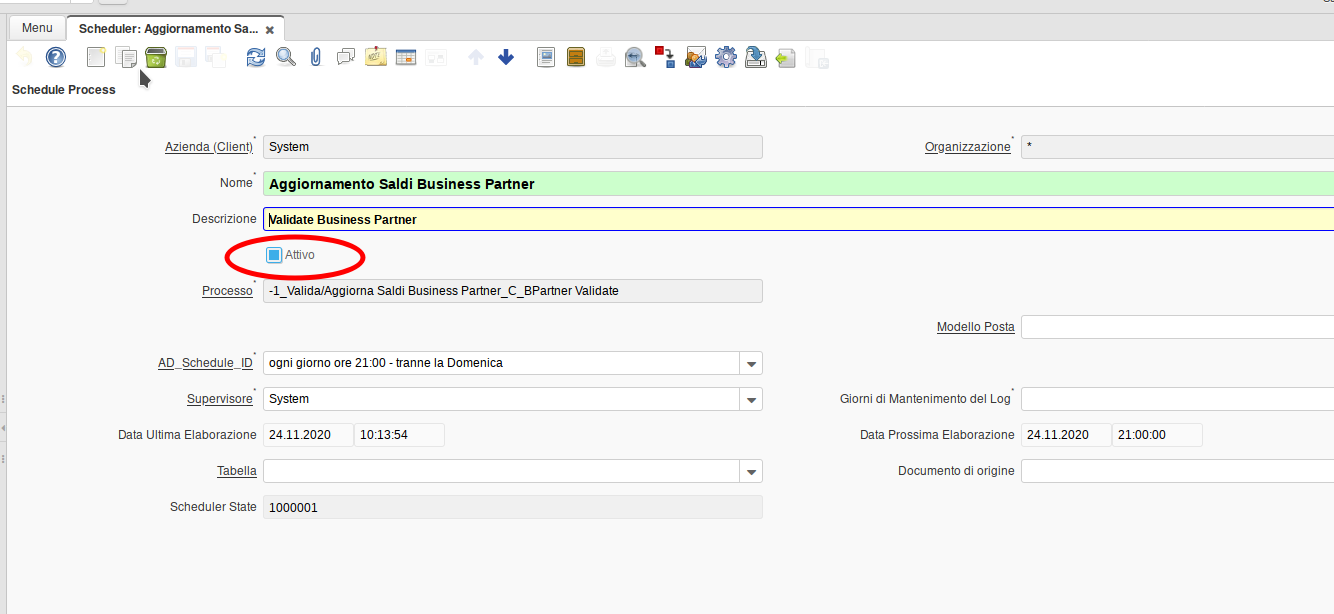 Menu
Scheduler: Aggiornamento Sa...
Schedule Process
Azienda (Client)* System
Organizzazione* *
Nome* Aggiornamento Saldi Business Partner
Descrizione Validate Business Partner
Attivo
Processo* -1_Valida/Aggiorna Saldi Business Partner_C_BPartner Validate
Modello Posta
AD_Schedule_ID* ogni giorno ore 21:00 - tranne la Domenica
Supervisore* System
Giorni di Mantenimento del Log*
Data Ultima Elaborazione 24.11.2020 10:13:54
Data Prossima Elaborazione 24.11.2020 21:00:00
Tabella
Documento di origine
Scheduler State 1000001